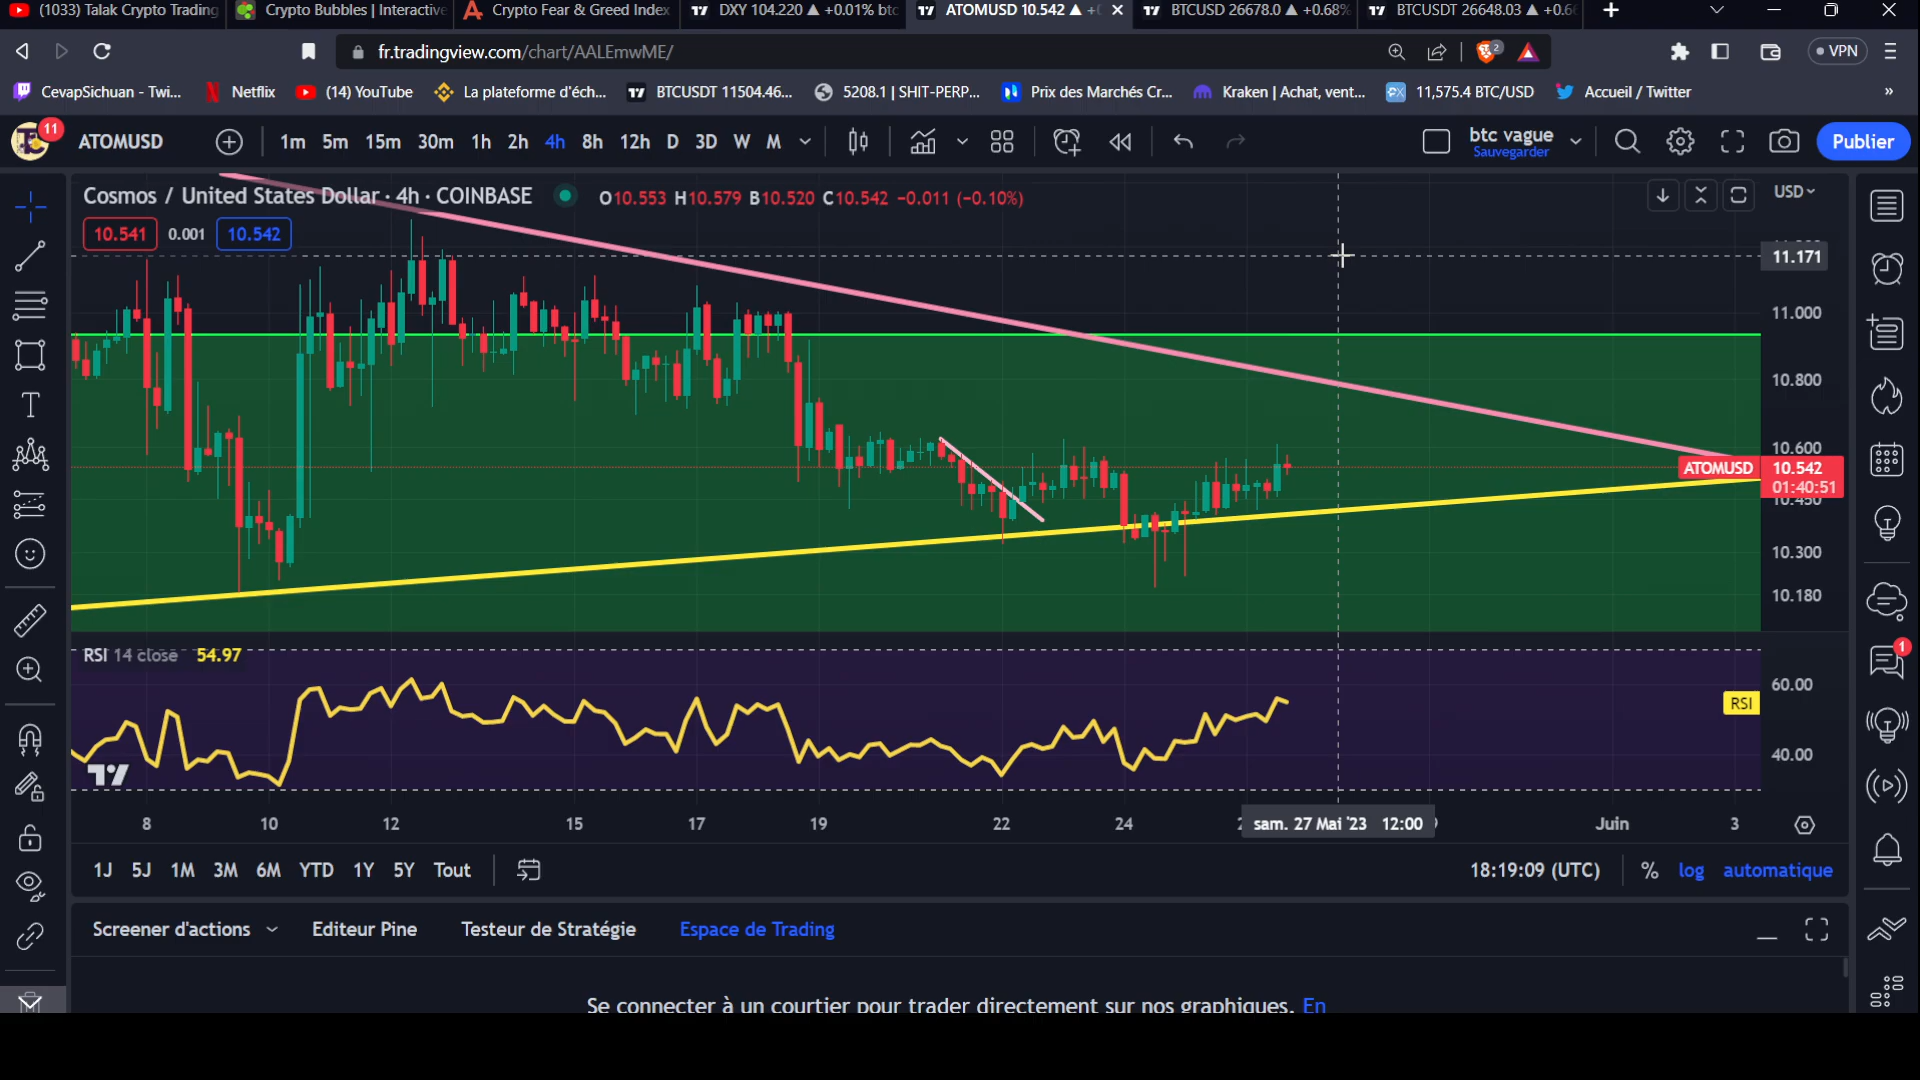 (1033) Talak Crypto Trading
Crypto Bubbles | Interactive
Crypto Fear & Greed Index
DXY 104.220 ▲ +0.01% btc
ATOMUSD 10.542 ▲ +
BTCUSD 26678.0 ▲ +0.68%
BTCUSDT 26648.03 ▲ +0.6
fr.tradingview.com/chart/AALEmwME/
2
VPN
CevapSichuan - Twi...
Netflix
(14) YouTube
La plateforme d'éch...
BTCUSDT 11504.46...
5208.1 | SHIT-PERP...
Prix des Marchés Cr...
Kraken | Achat, vent...
11,575.4 BTC/USD
Accueil / Twitter
»
11
ATOMUSD
1m 5m 15m 30m 1h 2h 4h 8h 12h D 3D W M
btc vague
Sauvegarder
Publier
Cosmos / United States Dollar · 4h · COINBASE
O10.553 H10.579 B10.520 C10.542 -0.011 (-0.10%)
USD
10.541 0.001 10.542
11.171
11.000
10.800
10.600
ATOMUSD 10.542
01:40:51
10.450
10.300
10.180
RSI 14 close 54.97
60.00
RSI
40.00
1
8 10 12 15 17 19 22 24
sam. 27 Mai '23 12:00
Juin 3
1J 5J 1M 3M 6M YTD 1Y 5Y Tout
18:19:09 (UTC) % log automatique
Screener d'actions
Editeur Pine
Testeur de Stratégie
Espace de Trading
Se connecter à un courtier pour trader directement sur nos graphiques. En